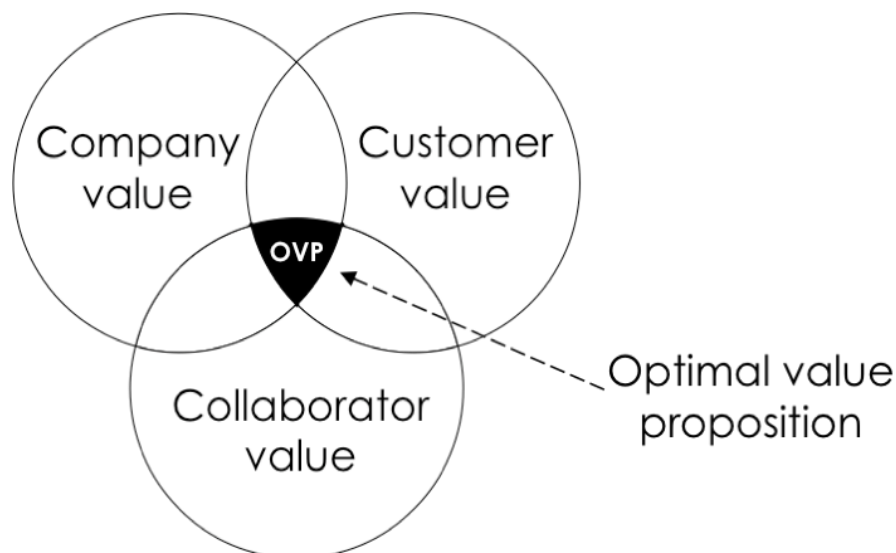 Company
value
Customer
value
OVP
Optimal value
proposition
Collaborator
value